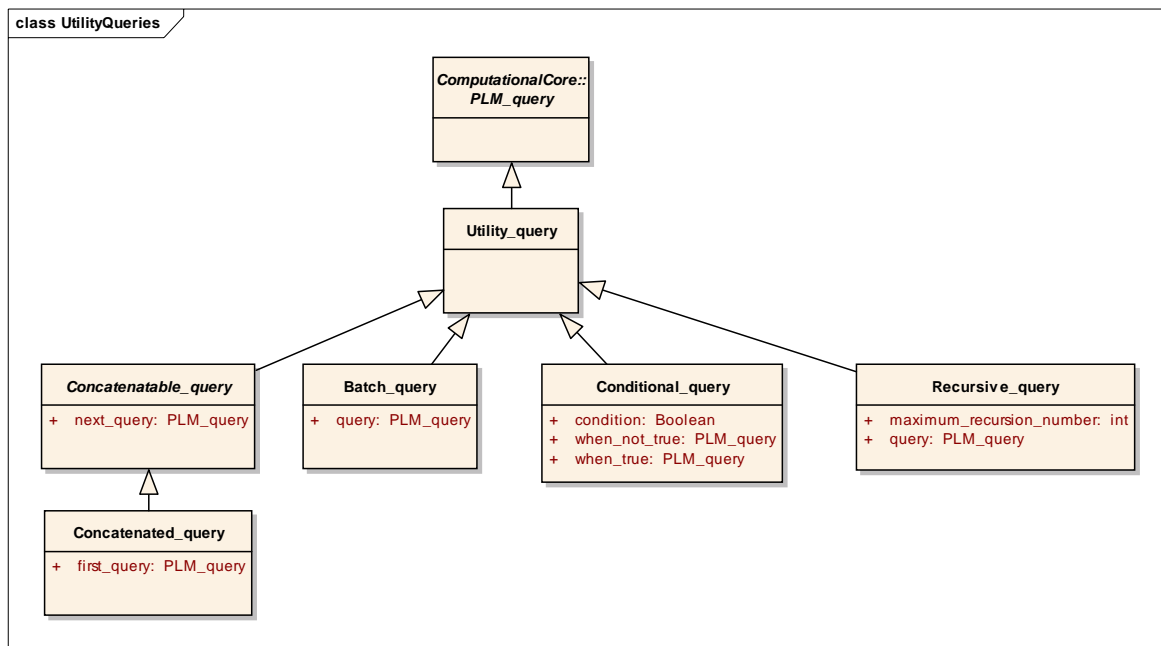 class UtilityQueries
ComputationalCore::
PLM_query
Utility_query
Concatenatable_query
+ next_query: PLM_query
Batch_query
+ query: PLM_query
Conditional_query
+ condition: Boolean
+ when_not_true: PLM_query
+ when_true: PLM_query
Recursive_query
+ maximum_recursion_number: int
+ query: PLM_query
Concatenated_query
+ first_query: PLM_query